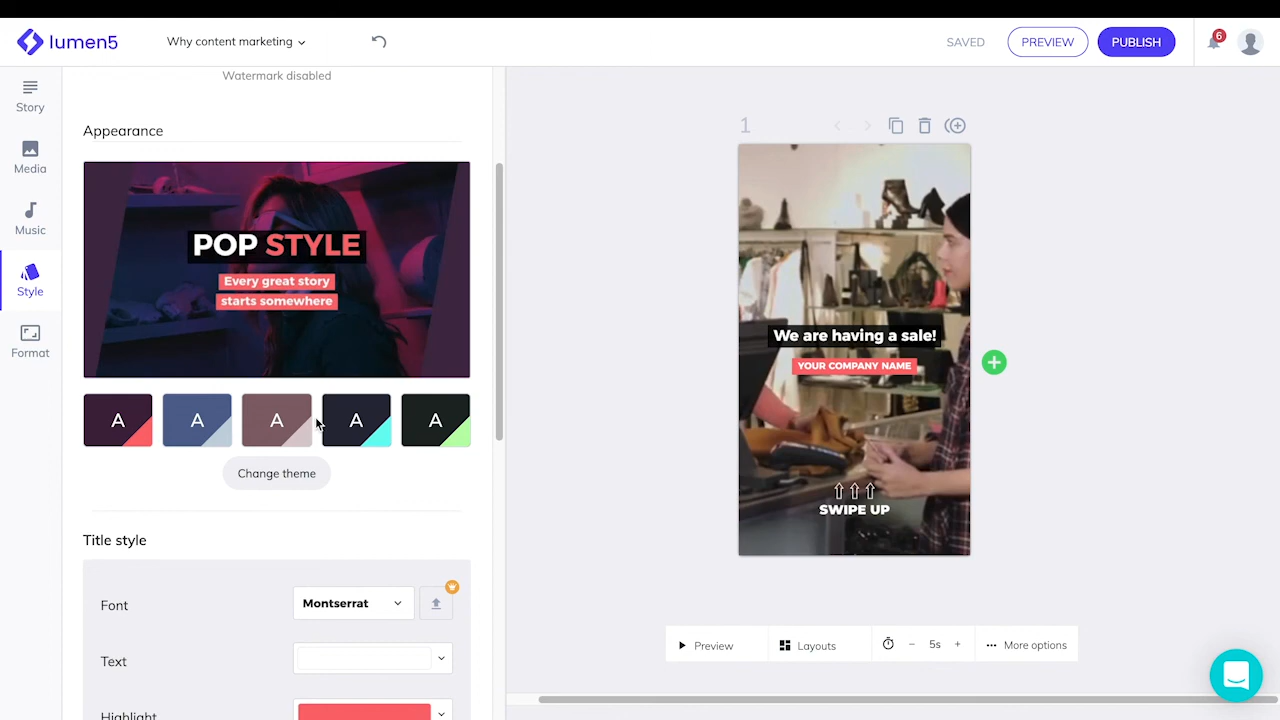 lumen5
Why content marketing
SAVED
PREVIEW
PUBLISH
6
Story
Media
Music
Style
Format
Watermark disabled
Appearance
POP STYLE
Every great story
starts somewhere
A
A
A
A
A
Change theme
Title style
Font
Montserrat
Text
Highlight
1
We are having a sale!
YOUR COMPANY NAME
SWIPE UP
Preview
Layouts
5s
More options